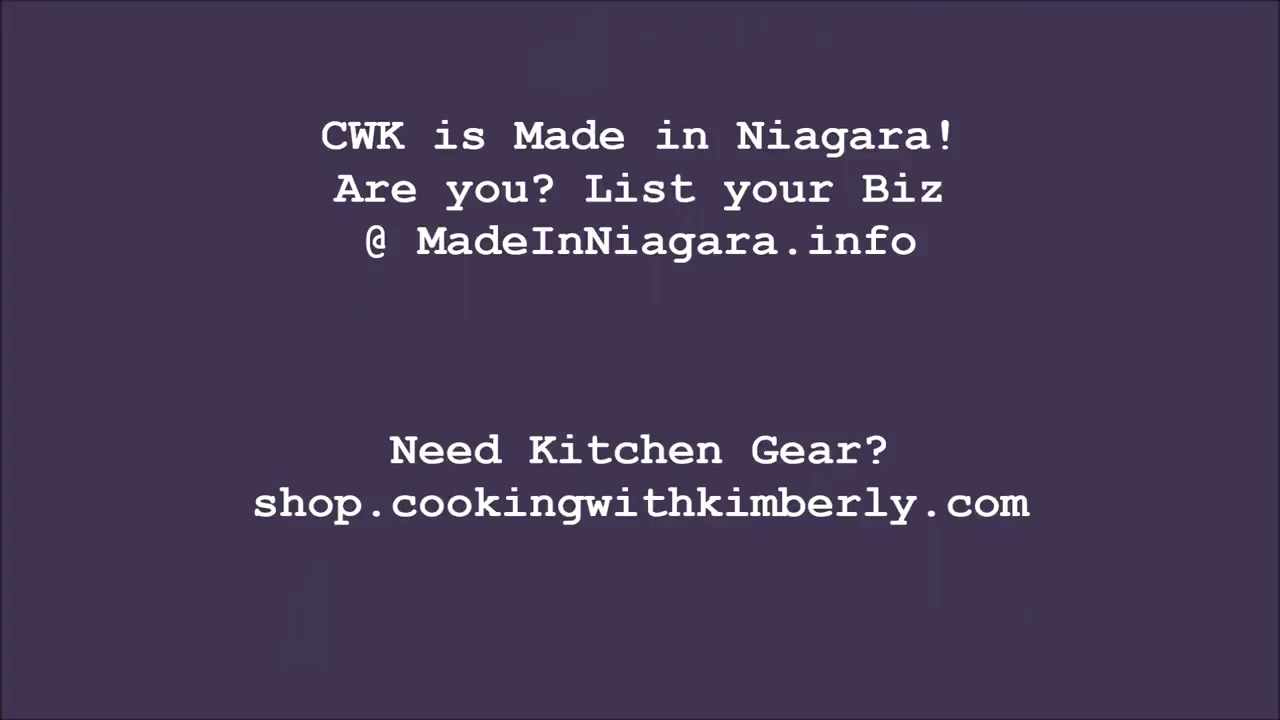 CWK is Made in Niagara!
Are you? List your Biz
@ MadeInNiagara.info
Need Kitchen Gear?
shop.cookingwithkimberly.com